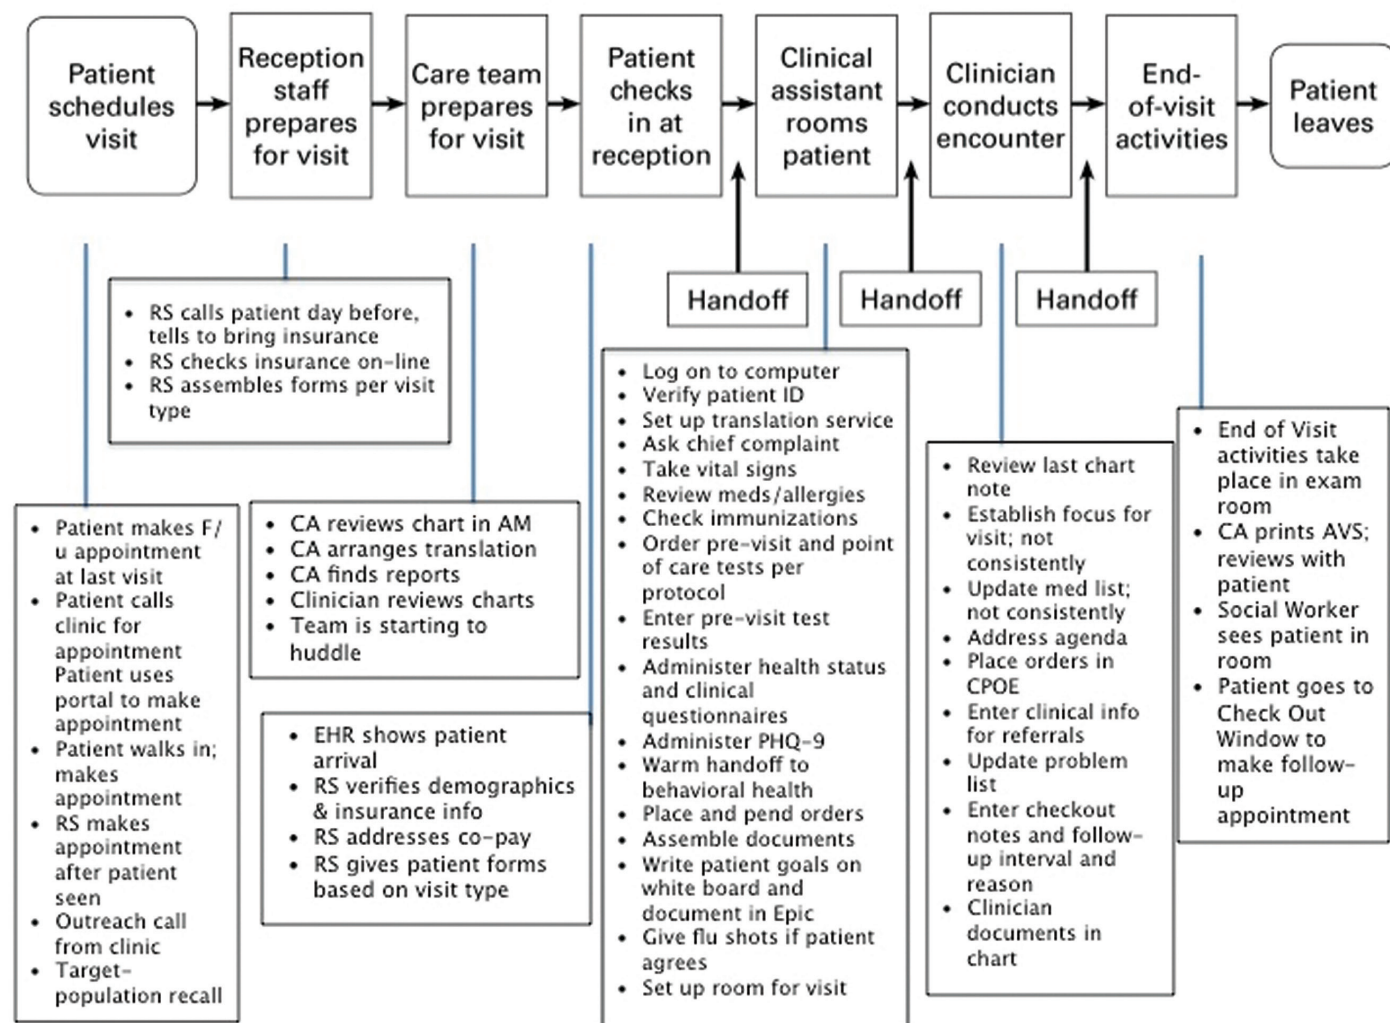 Patient
schedules
visit
Reception
staff
prepares
for visit
Care team
prepares
for visit
Patient
checks
in at
reception
Clinical
assistant
rooms
patient
Clinician
conducts
encounter
End-
of-visit
activities
Patient
leaves
Handoff
Handoff
Handoff
• RS calls patient day before,
tells to bring insurance
• RS checks insurance on-line
• RS assembles forms per visit
type
• Patient makes F/
u appointment
at last visit
• Patient calls
clinic for
appointment
Patient uses
portal to make
appointment
• Patient walks in;
makes
appointment
• RS makes
appointment
after patient
seen
• Outreach call
from clinic
• Target-
population recall
• CA reviews chart in AM
• CA arranges translation
• CA finds reports
• Clinician reviews charts
• Team is starting to
huddle
• EHR shows patient
arrival
• RS verifies demographics
& insurance info
• RS addresses co-pay
• RS gives patient forms
based on visit type
• Log on to computer
• Verify patient ID
• Set up translation service
• Ask chief complaint
• Take vital signs
• Review meds/allergies
• Check immunizations
• Order pre-visit and point
of care tests per
protocol
• Enter pre-visit test
results
• Administer health status
and clinical
questionnaires
• Administer PHQ-9
• Warm handoff to
behavioral health
• Place and pend orders
• Assemble documents
• Write patient goals on
white board and
document in Epic
• Give flu shots if patient
agrees
• Set up room for visit
• Review last chart
note
• Establish focus for
visit; not
consistently
• Update med list;
not consistently
• Address agenda
• Place orders in
CPOE
• Enter clinical info
for referrals
• Update problem
list
• Enter checkout
notes and follow-
up interval and
reason
• Clinician
documents in
chart
• End of Visit
activities take
place in exam
room
• CA prints AVS;
reviews with
patient
• Social Worker
sees patient in
room
• Patient goes to
Check Out
Window to
make follow-
up
appointment